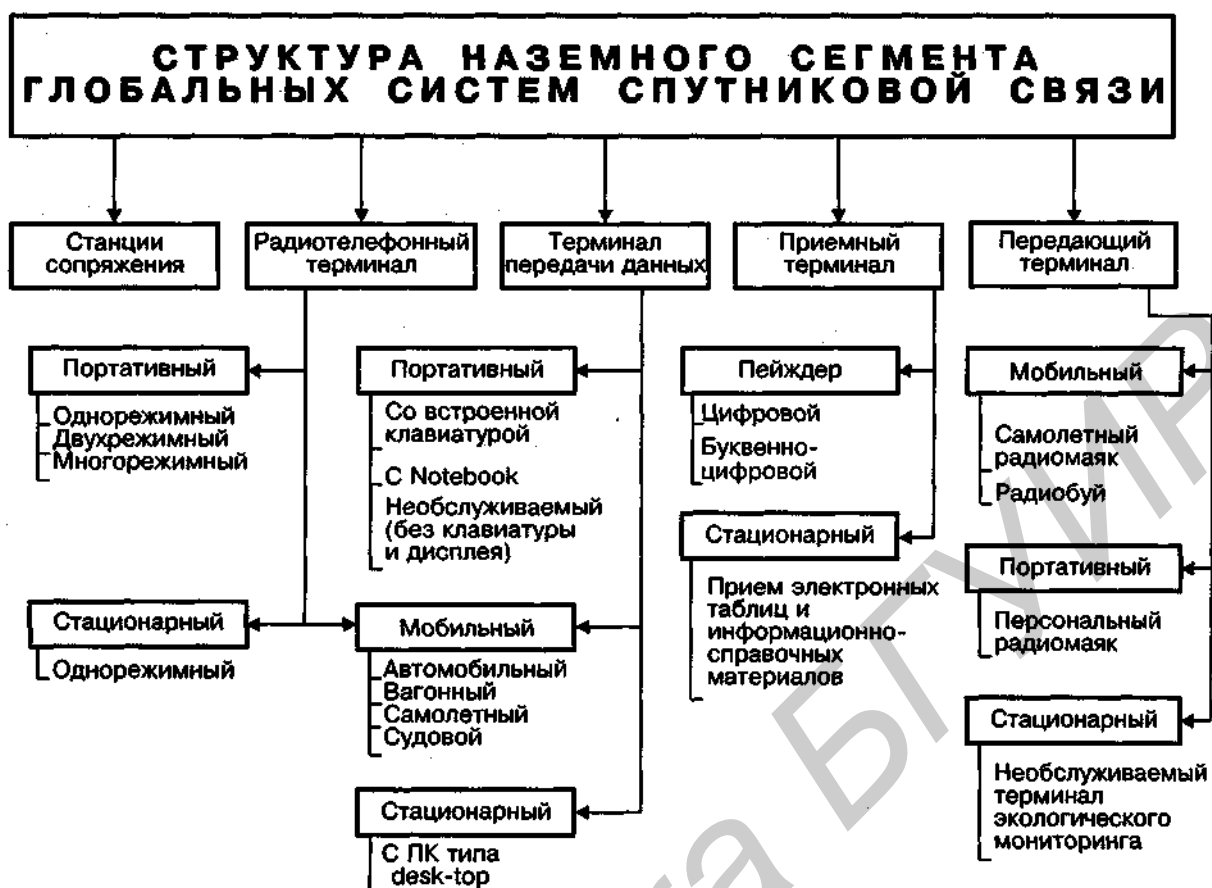 СТРУКТУРА НАЗЕМНОГО СЕГМЕНТА
ГЛОБАЛЬНЫХ СИСТЕМ СПУТНИКОВОЙ СВЯЗИ
Станции
сопряжения
Радиотелефонный
терминал
Терминал
передачи данных
Приемный
терминал
Передающий
терминал
Портативный
Однорежимный
Двухрежимный
Многорежимный
Стационарный
Однорежимный
Портативный
Со встроенной
клавиатурой
С Notebook
Необслуживаемый
(без клавиатуры
и дисплея)
Мобильный
Автомобильный
Вагонный
Самолетный
Судовой
Стационарный
С ПК типа
desk-top
Пейждер
Цифровой
Буквенно-
цифровой
Стационарный
Прием электронных
таблиц и
информационно-
справочных
материалов
Мобильный
Самолетный
радиомаяк
Радиобуй
Портативный
Персональный
радиомаяк
Стационарный
Необслуживаемый
терминал
экологического
мониторинга
БГУИР